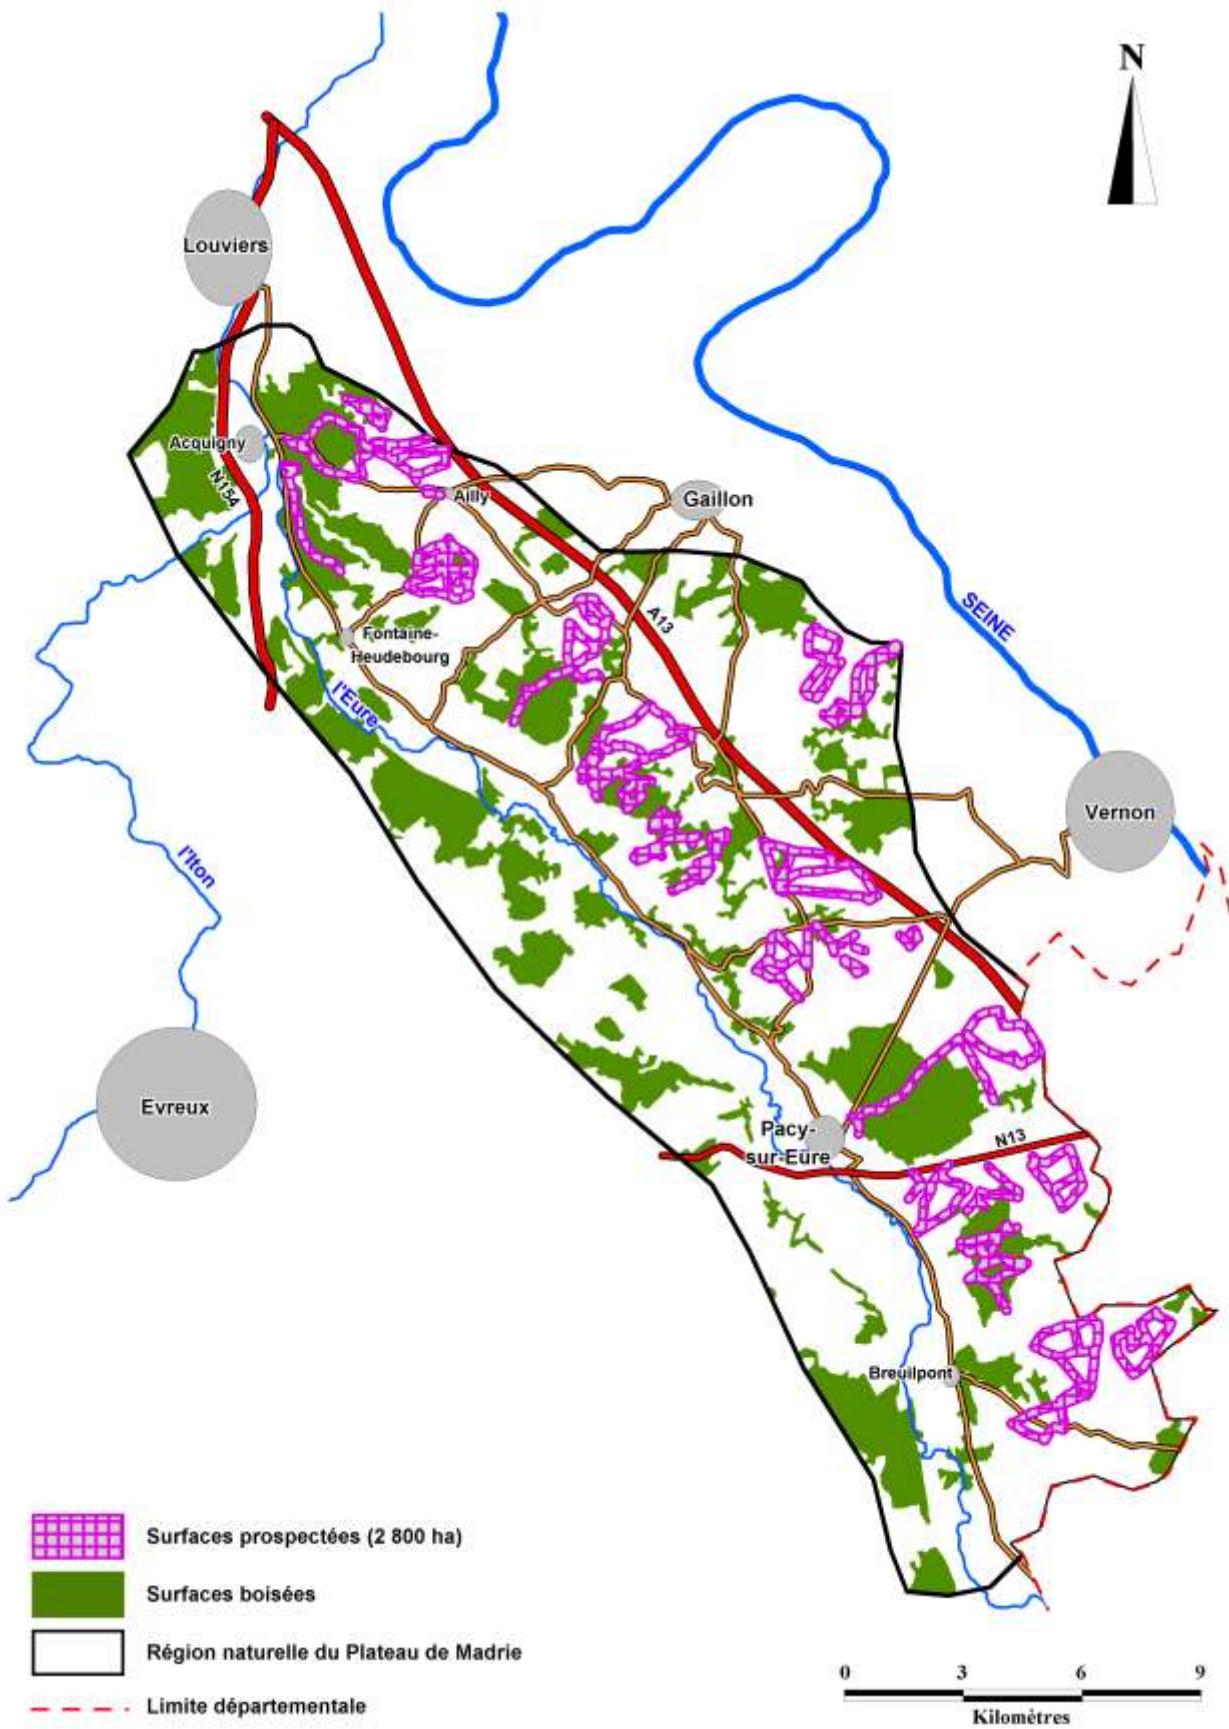 N
Louviers
Acquigny
N154
Ailly
Gaillon
A13
SEINE
Fontaine-
Heudebourg
l'Eure
Vernon
l'Iton
Evreux
Pacy-
sur-Eure
N13
Breuilpont
Surfaces prospectées (2 800 ha)
Surfaces boisées
Région naturelle du Plateau de Madrie
Limite départementale
0 3 6 9
Kilomètres